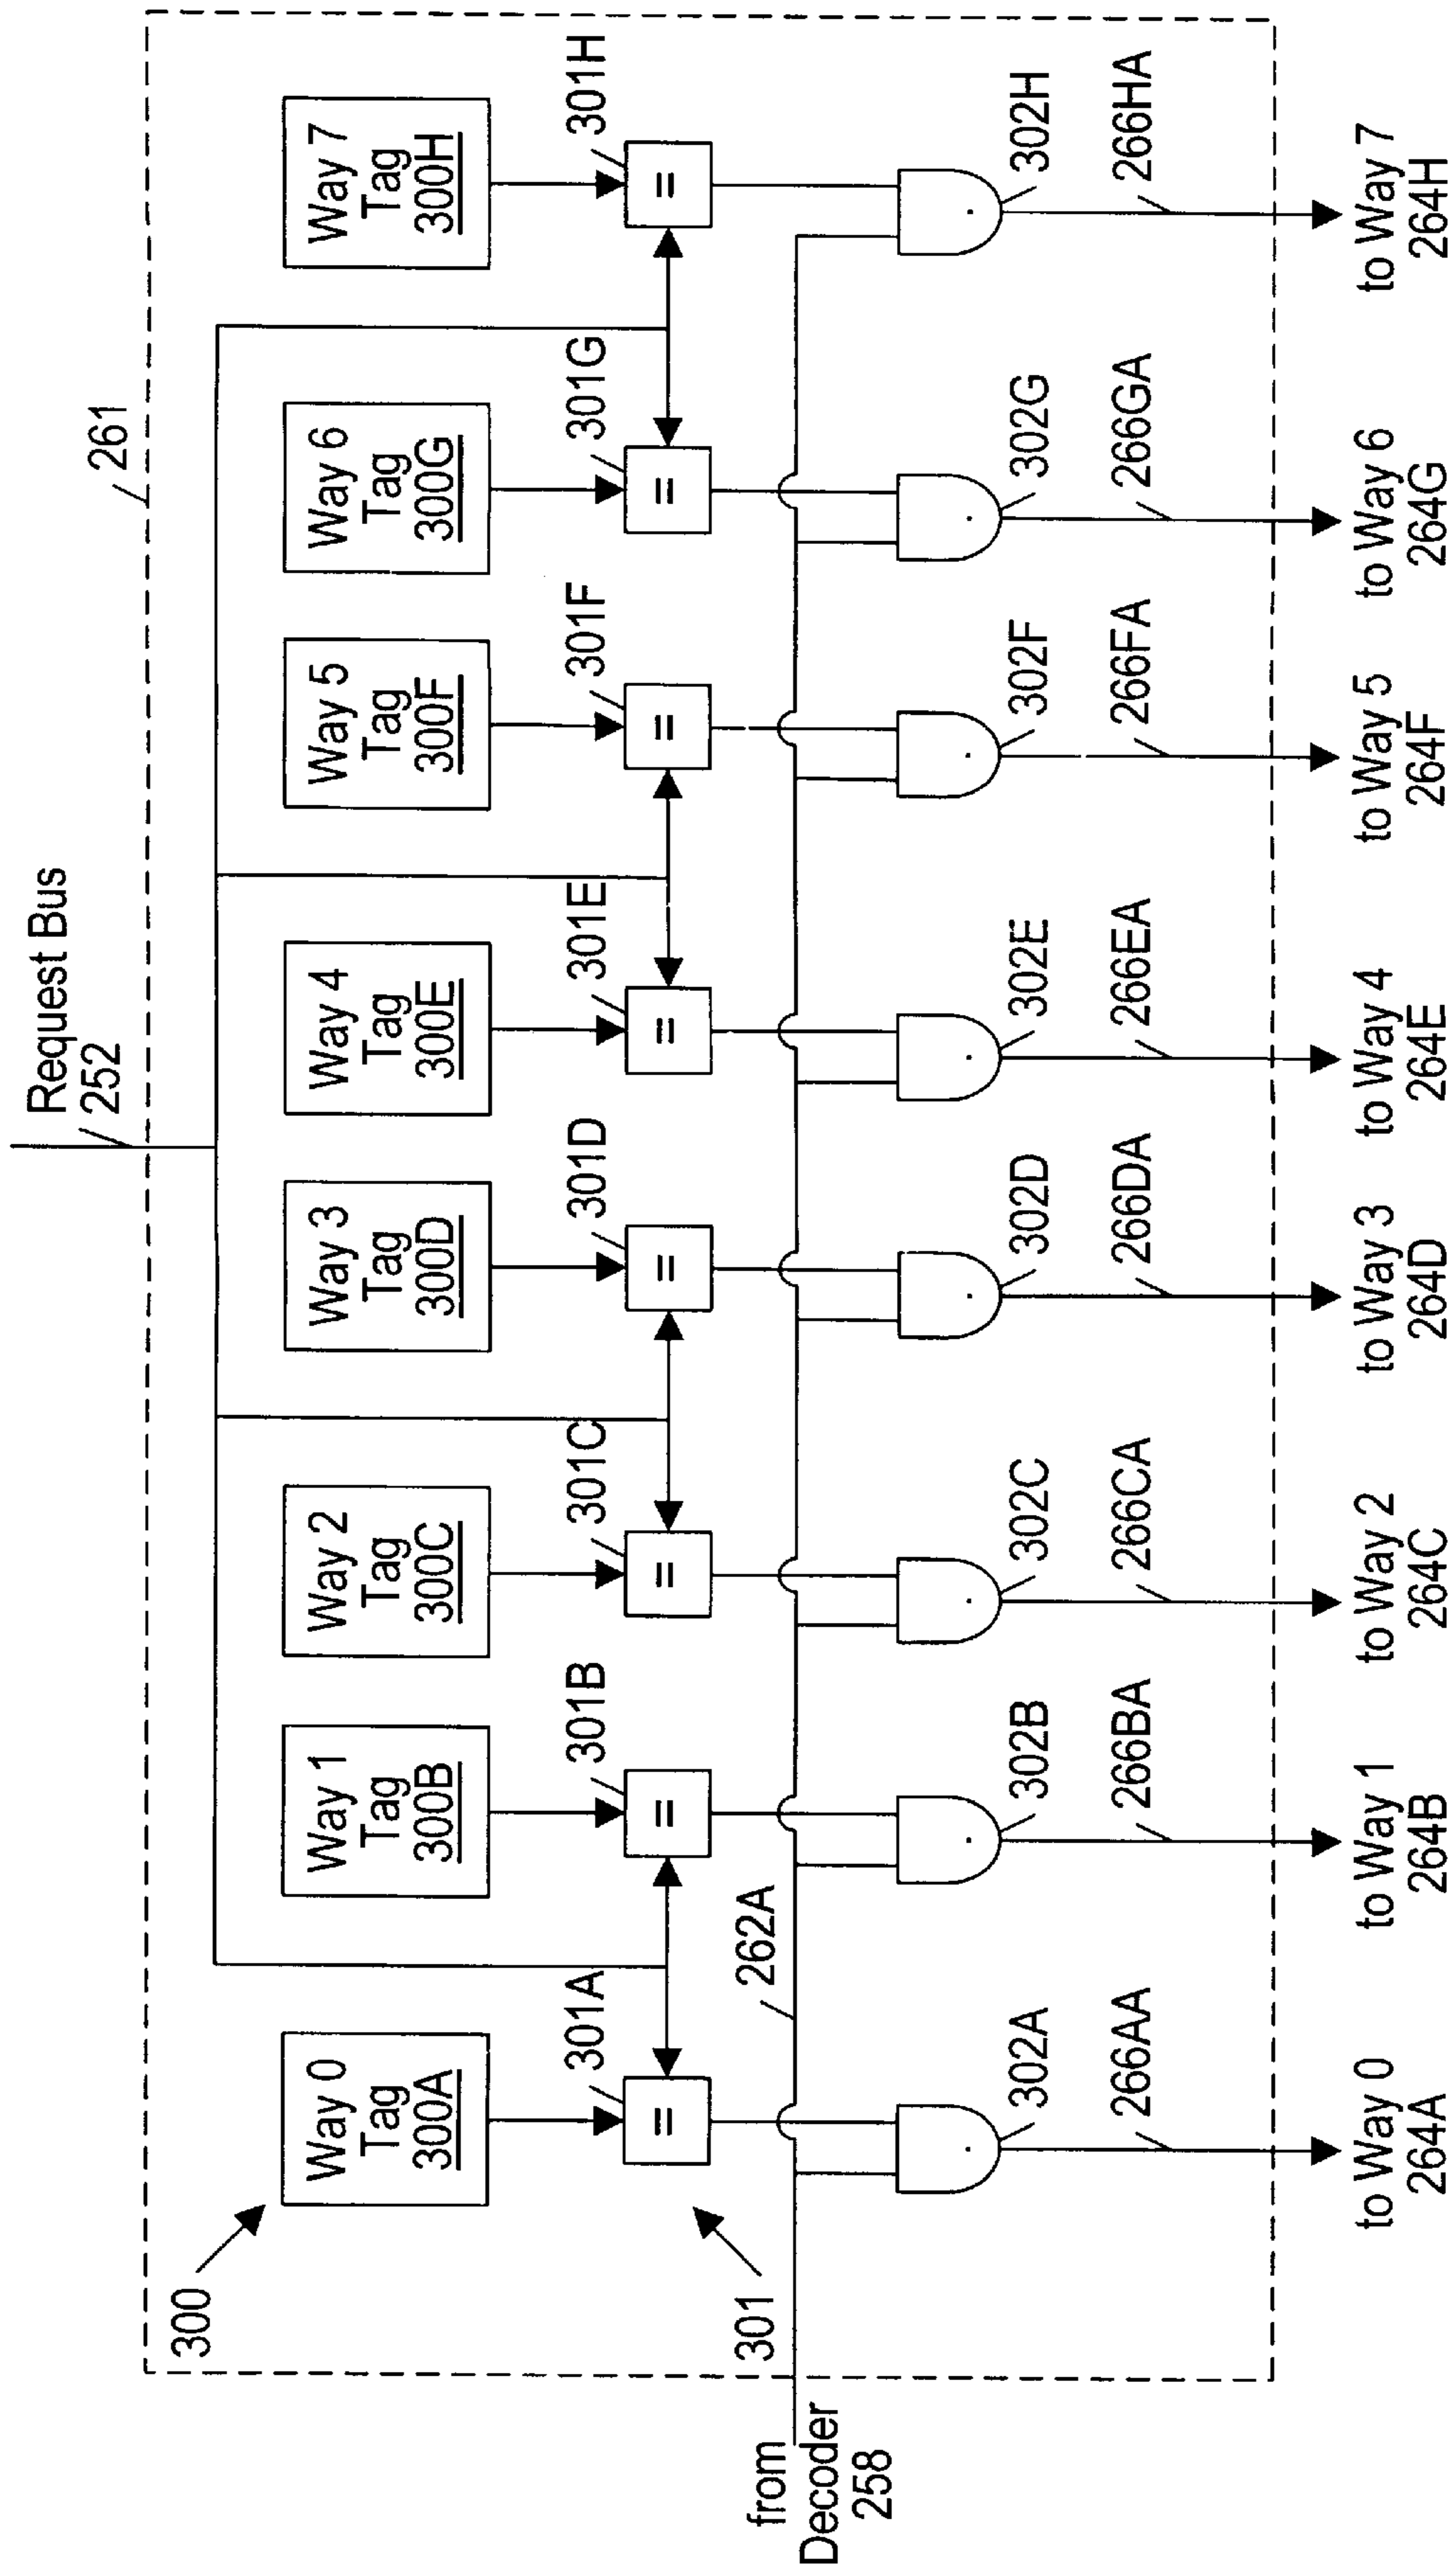 Request Bus
252
261
300
Way 0
Tag
300A
Way 1
Tag
300B
Way 2
Tag
300C
Way 3
Tag
300D
Way 4
Tag
300E
Way 5
Tag
300F
Way 6
Tag
300G
Way 7
Tag
300H
301A
301B
301C
301D
301E
301F
301G
301H
=
=
=
=
=
=
=
=
301
262A
from
Decoder
258
302A
302B
302C
302D
302E
302F
302G
302H
266AA
266BA
266CA
266DA
266EA
266FA
266GA
266HA
to Way 0
264A
to Way 1
264B
to Way 2
264C
to Way 3
264D
to Way 4
264E
to Way 5
264F
to Way 6
264G
to Way 7
264H